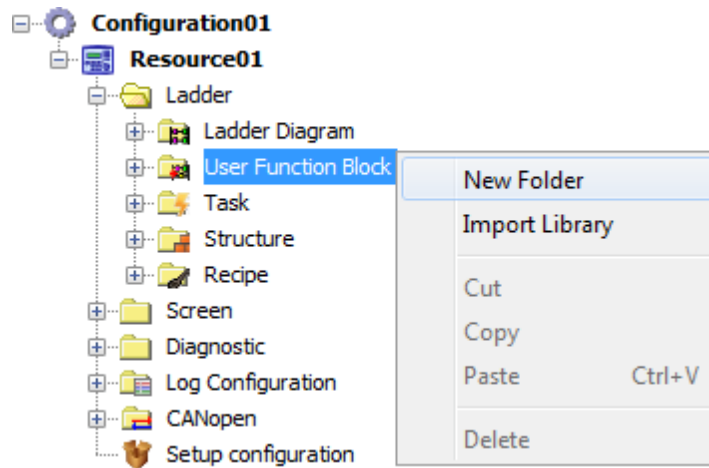 Configuration01
Resource01
Ladder
Ladder Diagram
User Function Block
Task
Structure
Recipe
Screen
Diagnostic
Log Configuration
CANopen
Setup configuration
New Folder
Import Library
Cut
Copy
Paste Ctrl+V
Delete